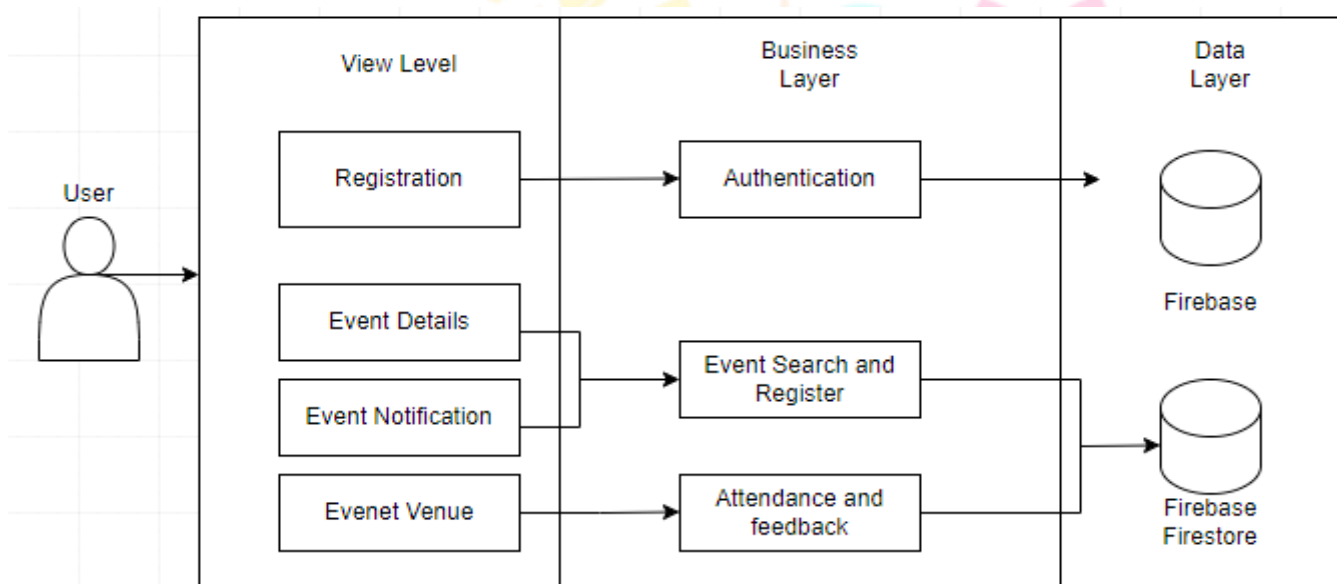 View Level
Business
Layer
Data
Layer
User
Registration
Authentication
Firebase
Event Details
Event Notification
Event Search and
Register
Evenet Venue
Attendance and
feedback
Firebase
Firestore